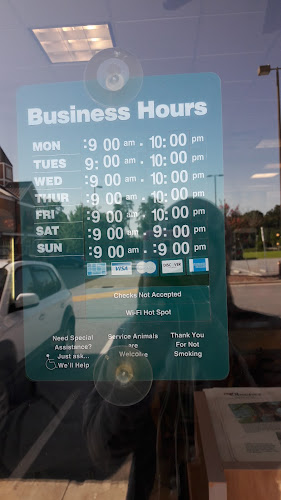 Business Hours
MON 9 00 am 10:00 pm
TUES 9:00 am 10:00 pm
WED 9 00 am 10:00 pm
THUR 9 00 am 10:00 pm
FRI 9 00 am 10:00 pm
SAT 9 00 am 9:00 pm
SUN 9 00 am 9:00 pm
VISA DISCOVER
Checks Not Accepted
Wi-Fi Hot Spot
Need Special Service Animals Thank You
Assistance? are For Not
Just ask... Welcome Smoking
We'll Help